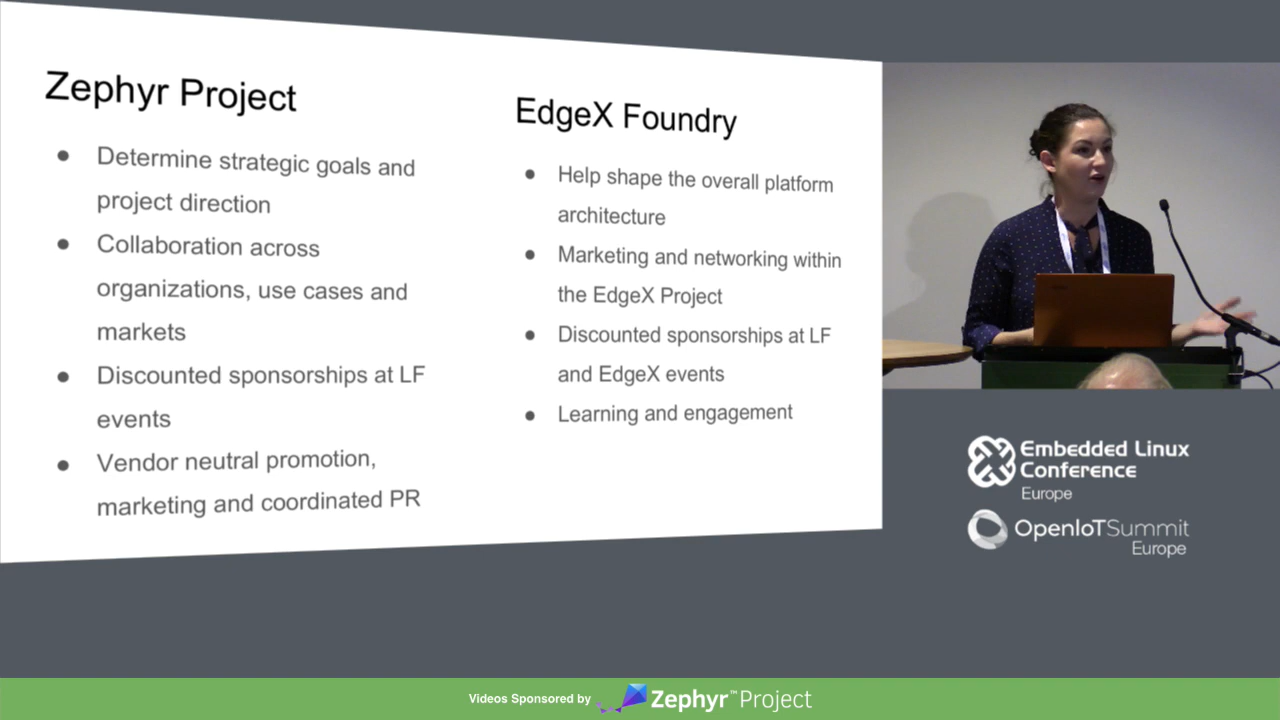 Zephyr Project
● Determine strategic goals and
project direction
● Collaboration across
organizations, use cases and
markets
● Discounted sponsorships at LF
events
● Vendor neutral promotion,
marketing and coordinated PR
EdgeX Foundry
● Help shape the overall platform
architecture
● Marketing and networking within
the EdgeX Project
● Discounted sponsorships at LF
and EdgeX events
● Learning and engagement
Embedded Linux
Conference
Europe
OpenIoTSummit
Europe
Videos Sponsored by Zephyr™Project